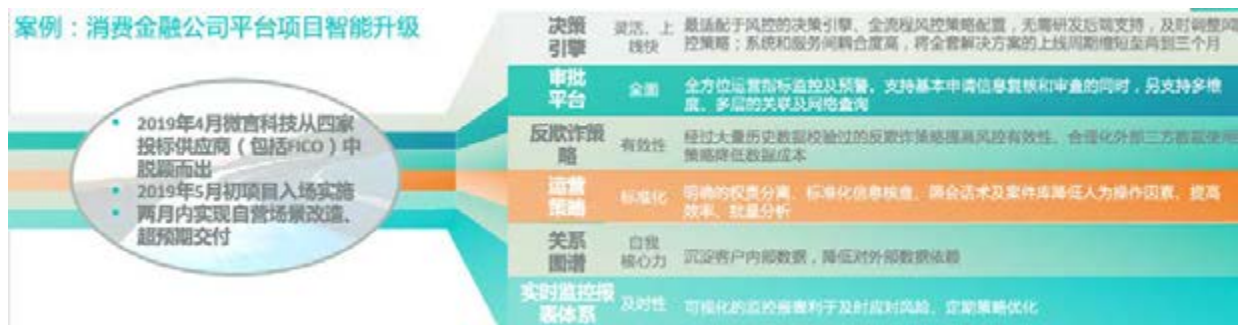 案例：消费金融公司平台项目智能升级
2019年4月微言科技从四家
投标供应商（包括FICO）中
脱颖而出
2019年5月初项目入场实施
两月内实现自营场景改造、
超预期交付
决策
引擎
灵活、上
线快
最适配于风控的决策引擎、全流程风控策略配置，无需研发后端支持，及时调整风
控策略；系统和服务间耦合度高，将全套解决方案的上线周期缩短至两到三个月
审批
平台
全面
全方位运营指标监控及预警。支持基本申请信息复核和审查的同时，另支持多维
度、多层的关联及网络查询
反欺诈策
略
有效性
经过大量历史数据校验过的反欺诈策略提高风控有效性、合理化外部三方数据使用
策略降低数据成本
运营
策略
标准化
明确的权责分离、标准化信息核查、照会话术及案件库降低人为操作因素、提高
效率、批量分析
关系
图谱
自我
核心力
沉淀客户内部数据，降低对外部数据依赖
实时监控报
表体系
及时性
可视化的监控报表利于及时应对风险、定期策略优化